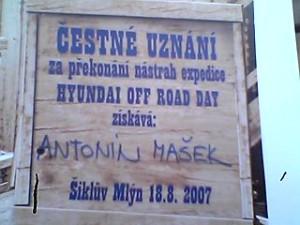 ČESTNÉ UZNÁNÍ
za překonání nástrah expedice
HYUNDAI OFF ROAD DAY
získává:
ANTONÍN MAŠEK
Šiklův Mlýn 18.8. 2007